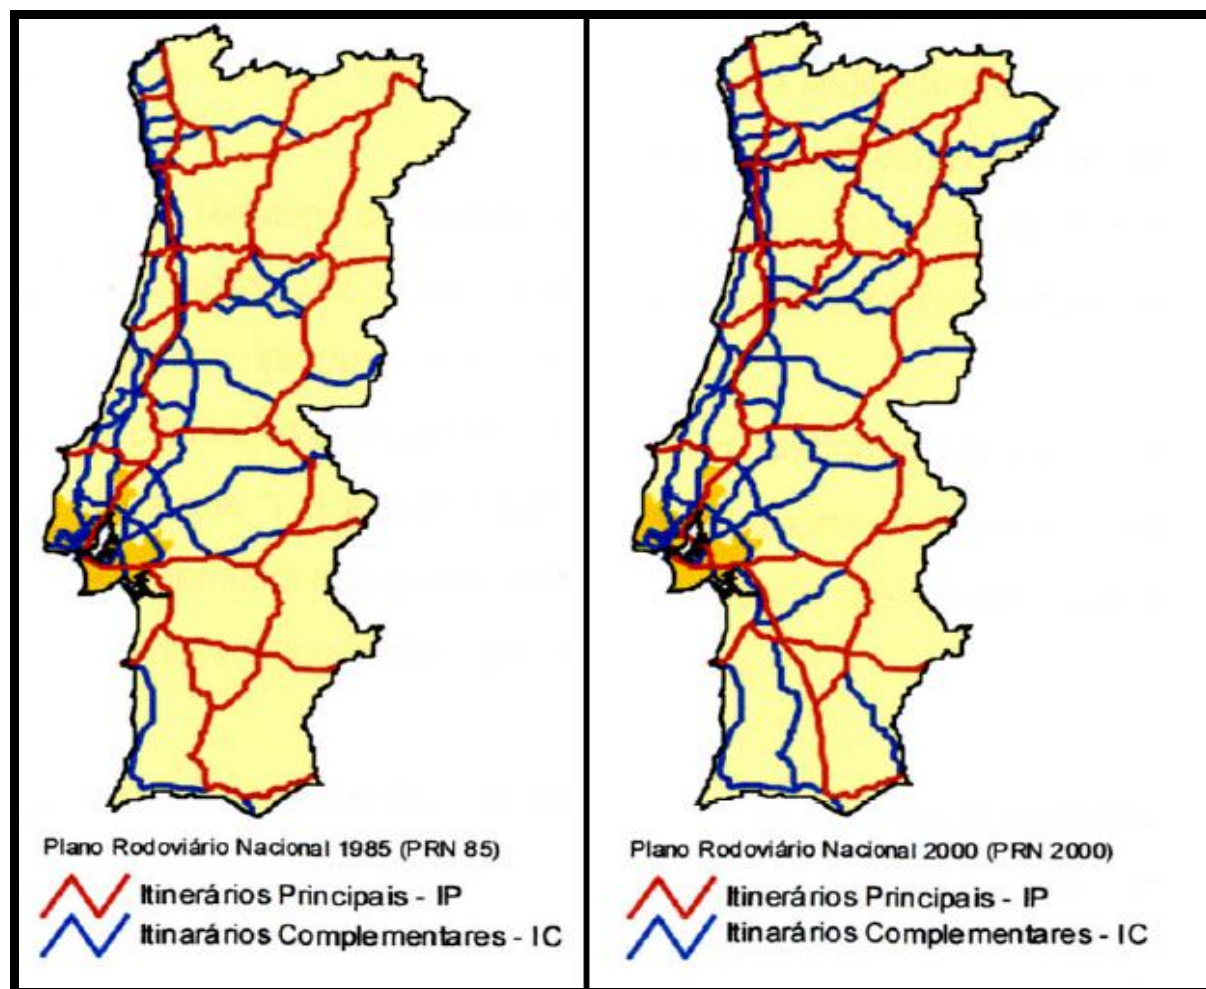 Plano Rodoviário Nacional 1985 (PRN 85)
Itinerários Principais - IP
Itinarários Complementares - IC
Plano Rodoviário Nacional 2000 (PRN 2000)
Itinerários Principais - IP
Itinarários Complementares - IC